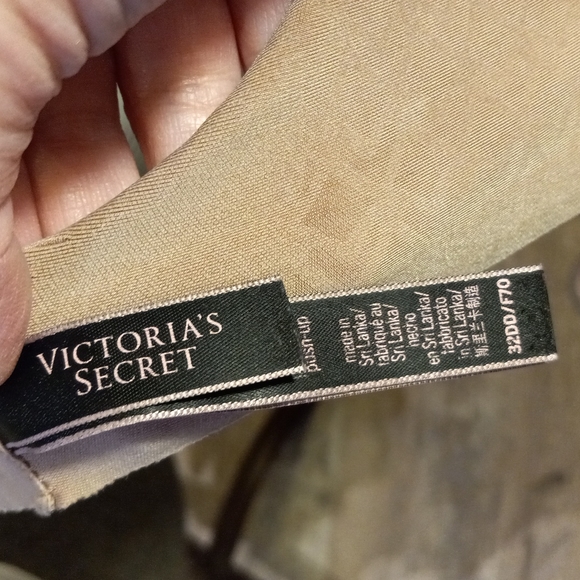 VICTORIA'S
SECRET
push-up
made in
Sri Lanka/
fabriqué au
Sri Lanka/
hecho
en Sri Lanka/
fabricato
in Sri Lanka/
斯里兰卡制造
32DD/F70